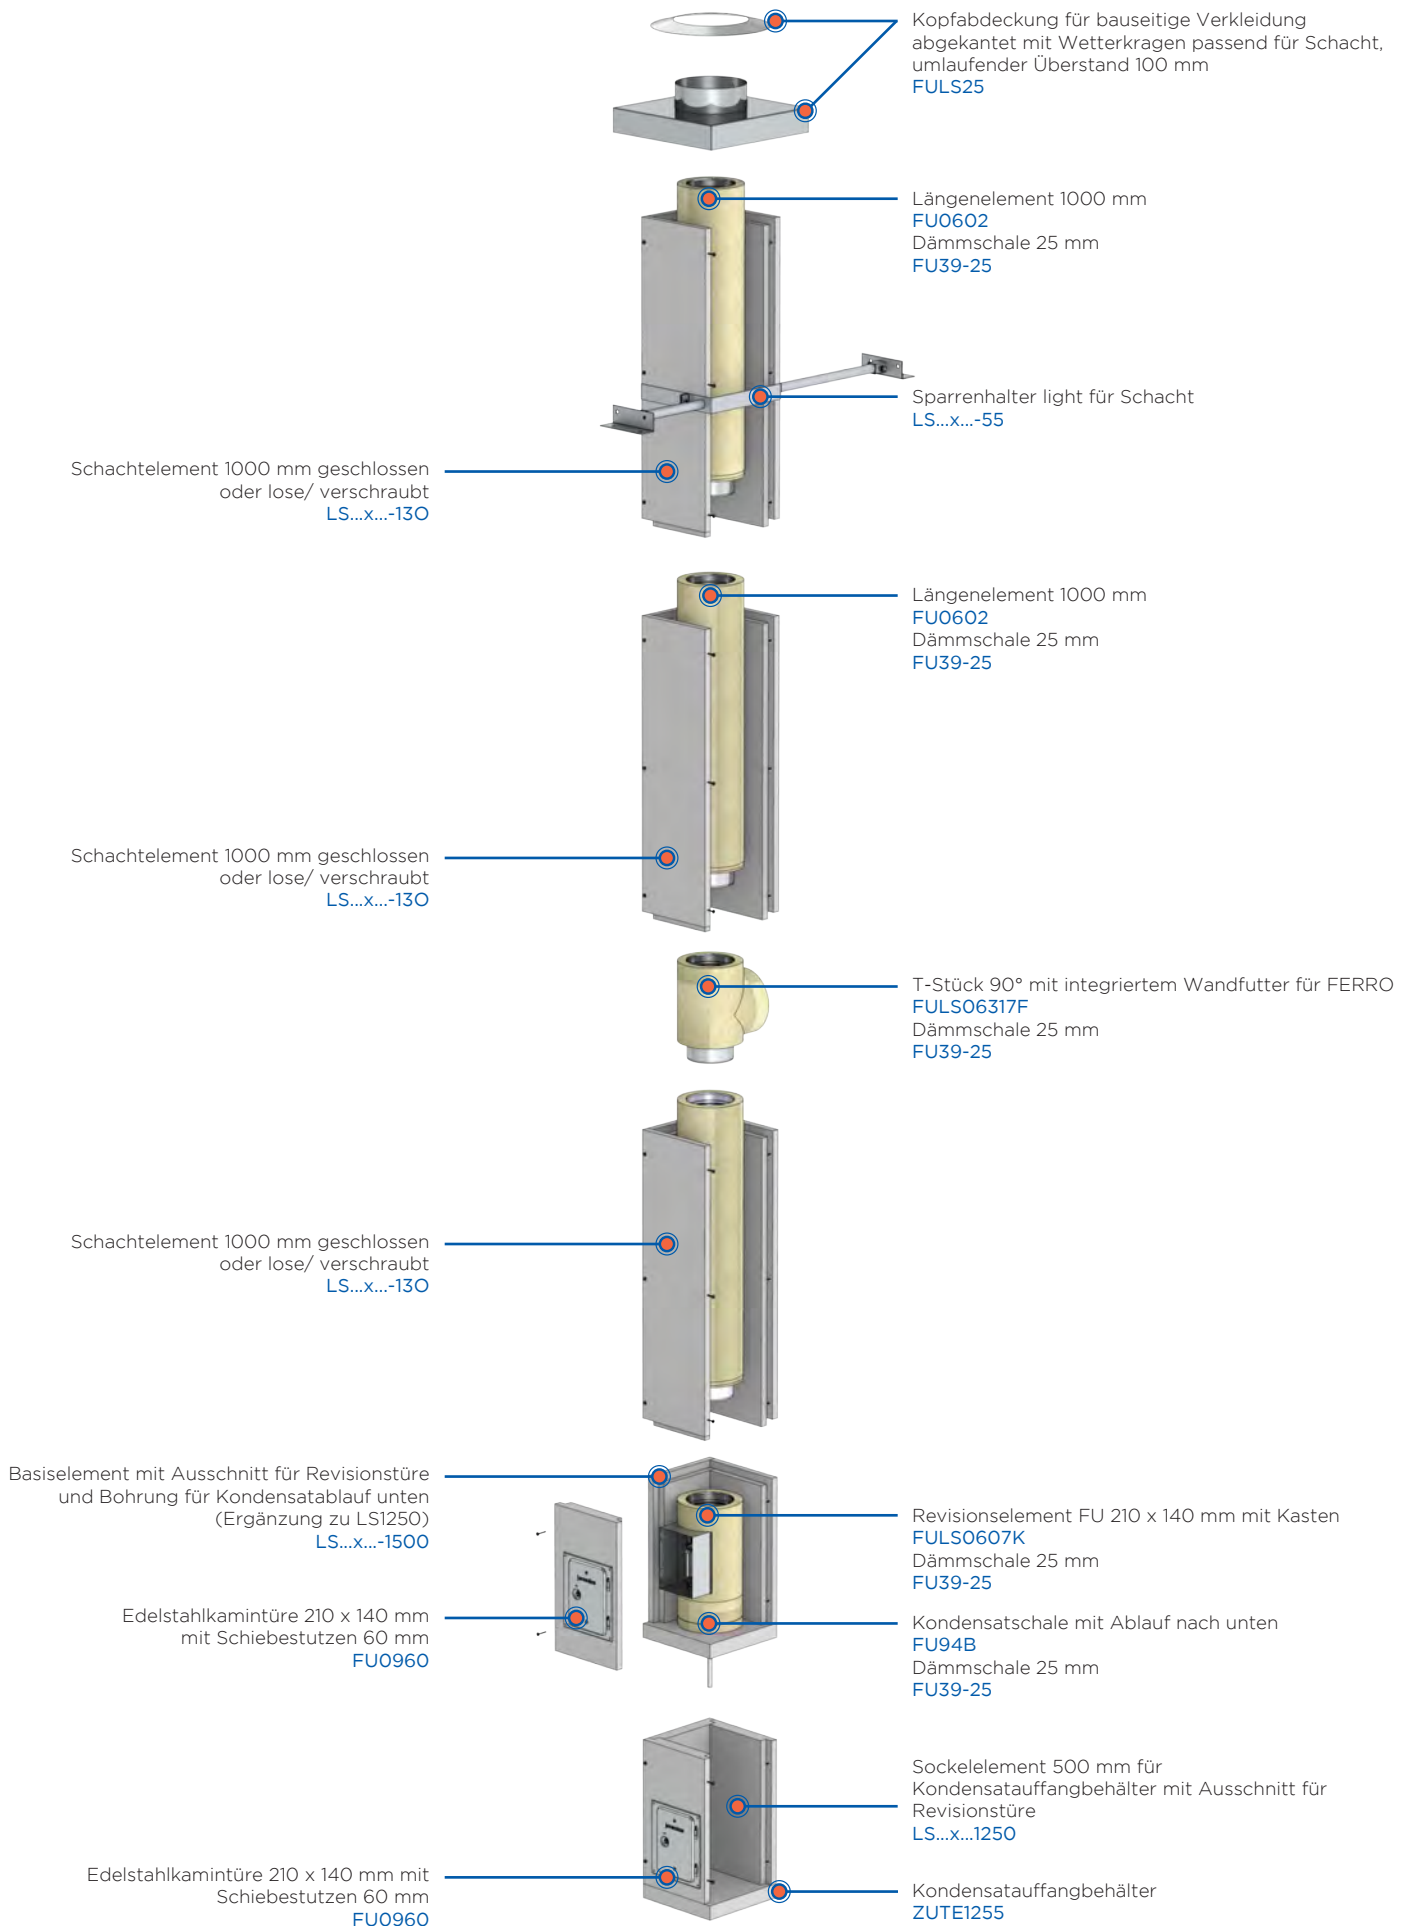 Kopfabdeckung für bauseitige Verkleidung
abgekantet mit Wetterkragen passend für Schacht,
umlaufender Überstand 100 mm
FULS25
Längenelement 1000 mm
FU0602
Dämmschale 25 mm
FU39-25
Sparrenhalter light für Schacht
LS...x...-55
Schachtelement 1000 mm geschlossen
oder lose/ verschraubt
LS...x...-13O
Längenelement 1000 mm
FU0602
Dämmschale 25 mm
FU39-25
Schachtelement 1000 mm geschlossen
oder lose/ verschraubt
LS...x...-13O
T-Stück 90° mit integriertem Wandfutter für FERRO
FULS06317F
Dämmschale 25 mm
FU39-25
Schachtelement 1000 mm geschlossen
oder lose/ verschraubt
LS...x...-13O
Basiselement mit Ausschnitt für Revisionstüre
und Bohrung für Kondensatablauf unten
(Ergänzung zu LS1250)
LS...x...-1500
Revisionselement FU 210 x 140 mm mit Kasten
FULS0607K
Dämmschale 25 mm
FU39-25
Edelstahlkamintüre 210 x 140 mm
mit Schiebestutzen 60 mm
FU0960
Kondensatschale mit Ablauf nach unten
FU94B
Dämmschale 25 mm
FU39-25
Sockelelement 500 mm für
Kondensatauffangbehälter mit Ausschnitt für
Revisionstüre
LS...x...1250
Edelstahlkamintüre 210 x 140 mm mit
Schiebestutzen 60 mm
FU0960
Kondensatauffangbehälter
ZUTE1255